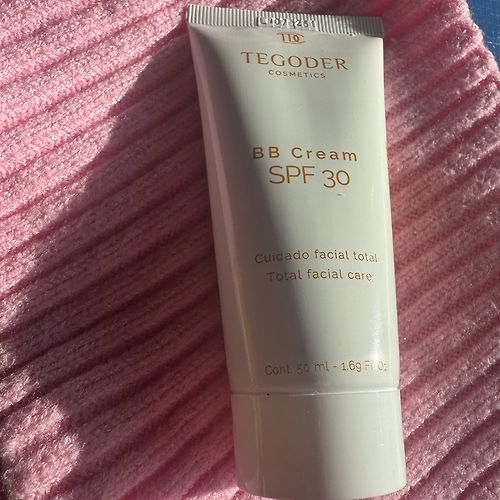 TEGODER
COSMETICS
BB Cream
SPF 30
Cuidado facial total
Total facial care
Cont. 50 ml - 1.69 Fl. Oz